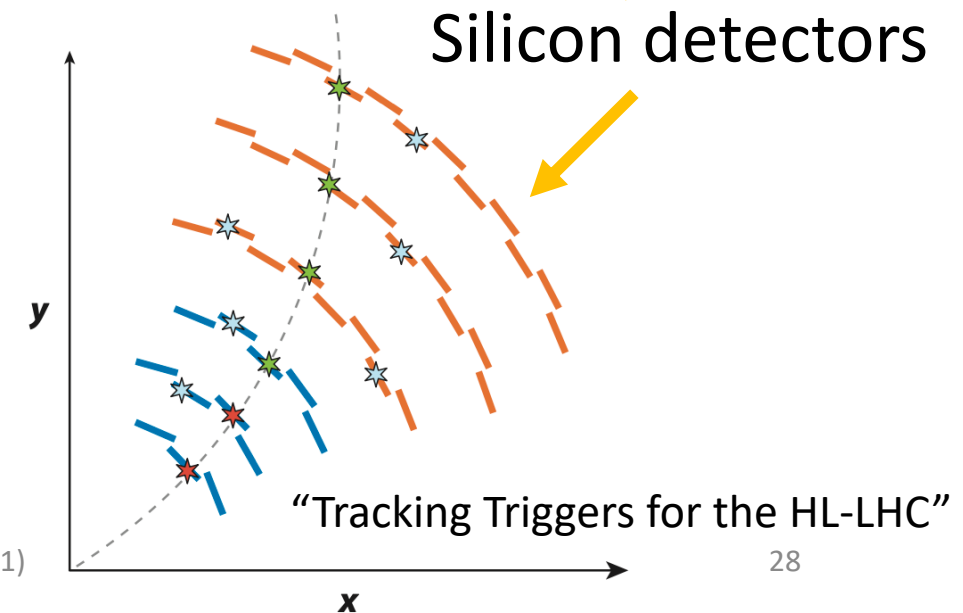 Silicon detectors
y
“Tracking Triggers for the HL-LHC”
1)
28
x